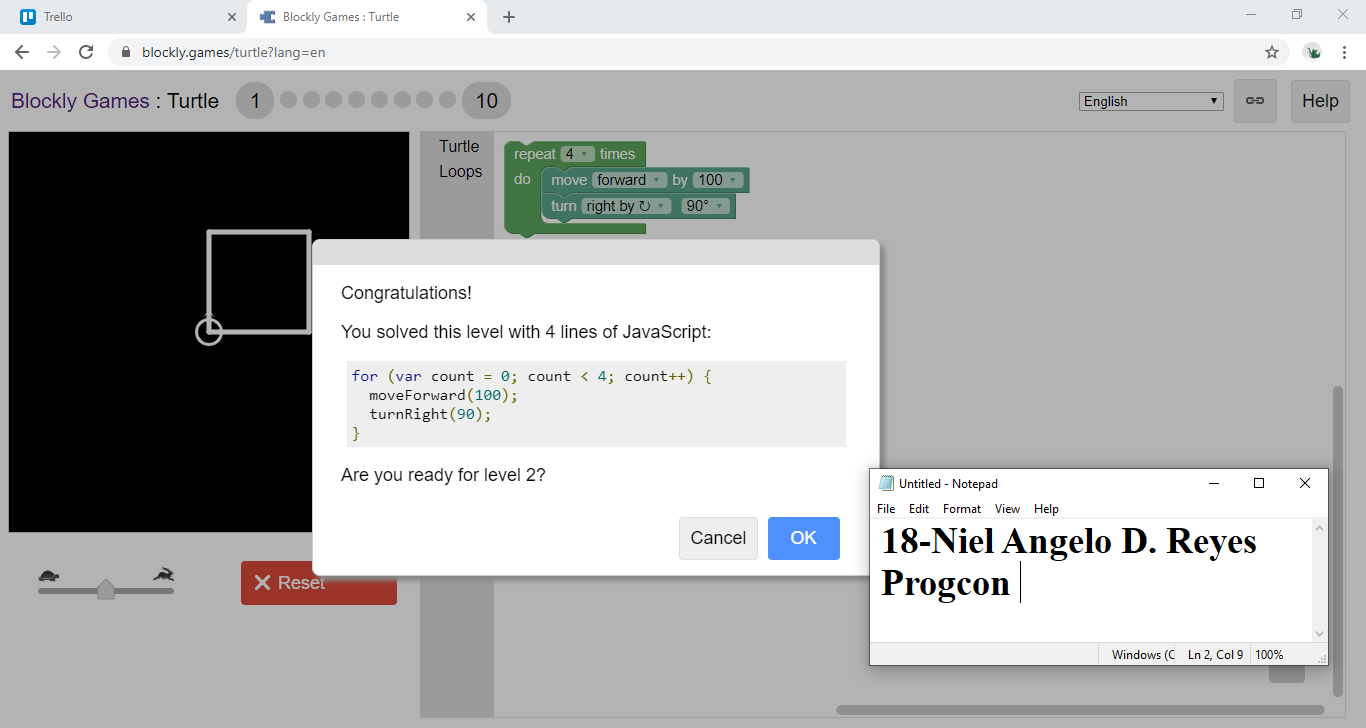 Trello
Blockly Games : Turtle
blockly.games/turtle?lang=en
Blockly Games : Turtle 1 10 English Help
Turtle
Loops
repeat 4 times
do move forward by 100
turn right by ↻ 90°
Congratulations!
You solved this level with 4 lines of JavaScript:
for (var count = 0; count < 4; count++) {
  moveForward(100);
  turnRight(90);
}
Are you ready for level 2?
Cancel OK
Reset
Untitled - Notepad
File Edit Format View Help
18-Niel Angelo D. Reyes
Progcon
Windows (C Ln 2, Col 9 100%